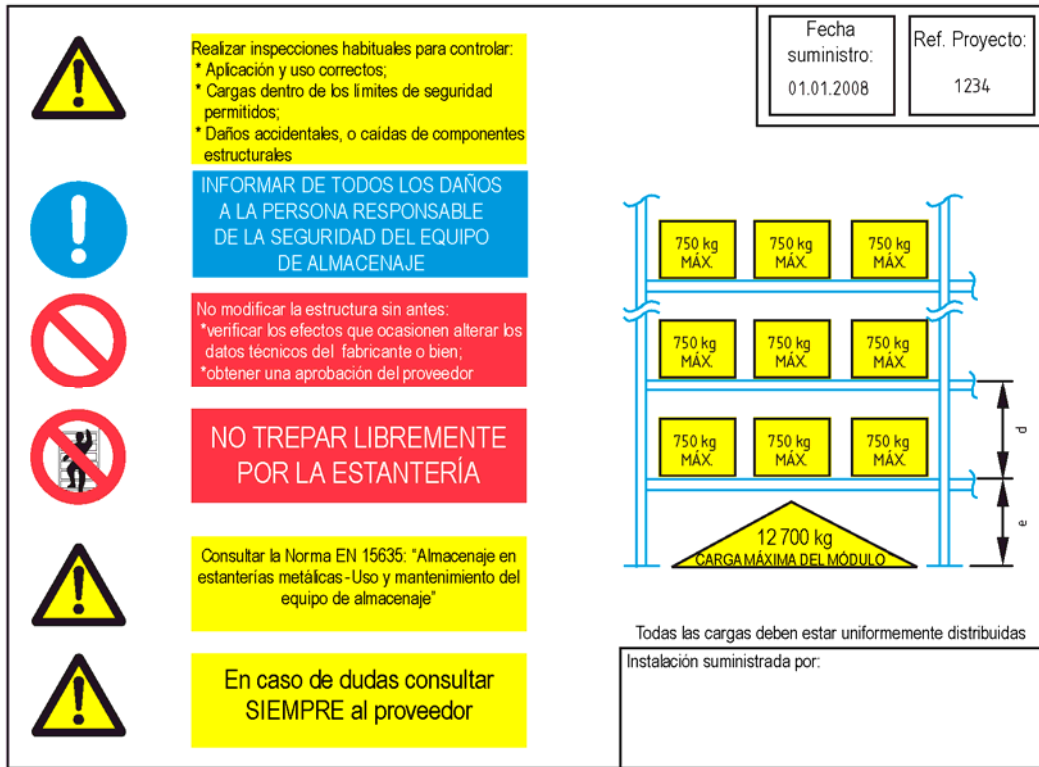 Realizar inspecciones habituales para controlar:
* Aplicación y uso correctos;
* Cargas dentro de los límites de seguridad
permitidos;
* Daños accidentales, o caídas de componentes
estructurales
INFORMAR DE TODOS LOS DAÑOS
A LA PERSONA RESPONSABLE
DE LA SEGURIDAD DEL EQUIPO
DE ALMACENAJE
No modificar la estructura sin antes:
*verificar los efectos que ocasionen alterar los
datos técnicos del fabricante o bien;
*obtener una aprobación del proveedor
NO TREPAR LIBREMENTE
POR LA ESTANTERÍA
Consultar la Norma EN 15635: "Almacenaje en
estanterías metálicas-Uso y mantenimiento del
equipo de almacenaje"
En caso de dudas consultar
SIEMPRE al proveedor
Fecha
suministro:
01.01.2008
Ref. Proyecto:
1234
750 kg
MÁX.
750 kg
MÁX.
750 kg
MÁX.
750 kg
MÁX.
750 kg
MÁX.
750 kg
MÁX.
750 kg
MÁX.
750 kg
MÁX.
750 kg
MÁX.
d
e
12 700 kg
CARGA MÁXIMA DEL MÓDULO
Todas las cargas deben estar uniformemente distribuidas
Instalación suministrada por: